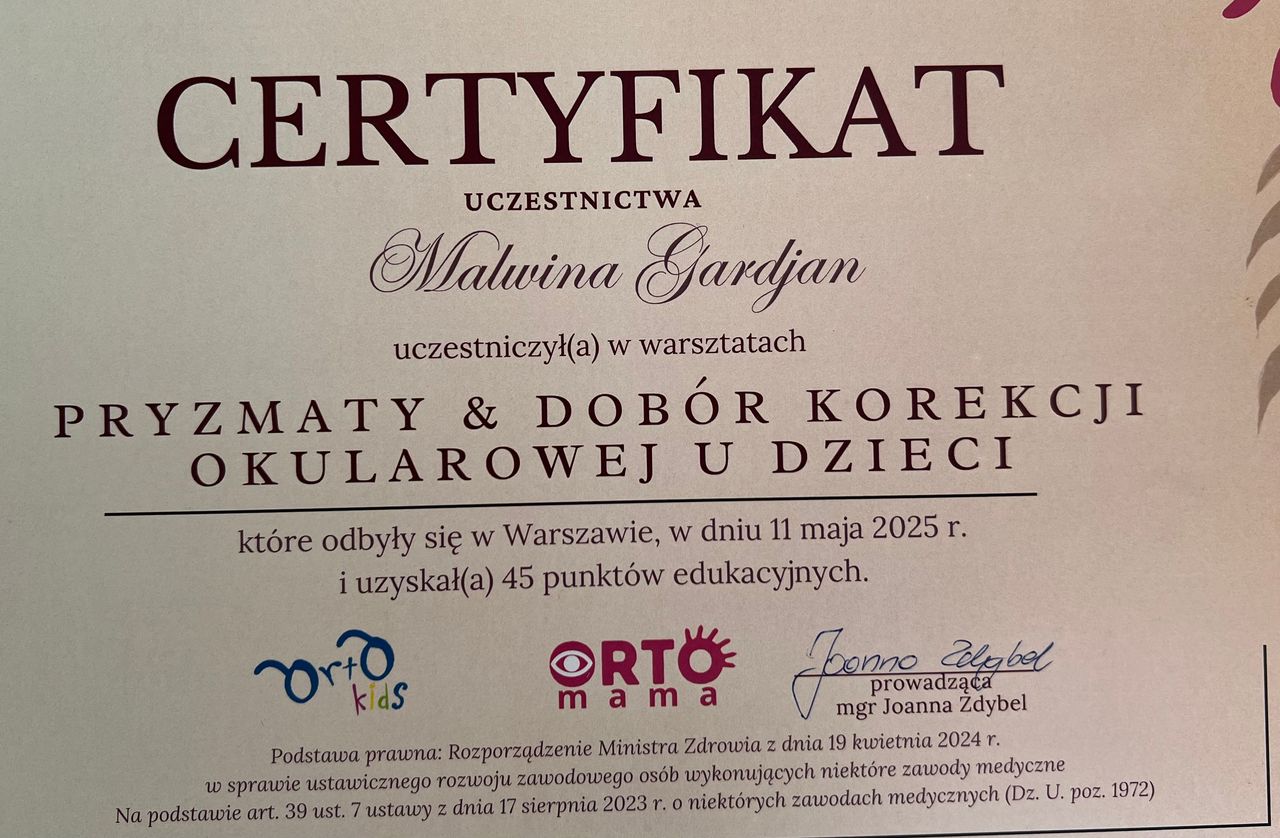 CERTYFIKAT
UCZESTNICTWA
Malwina Gardjan
uczestniczył(a) w warsztatach
PRYZMATY & DOBÓR KOREKCJI
OKULAROWEJ U DZIECI
które odbyły się w Warszawie, w dniu 11 maja 2025 r.
i uzyskał(a) 45 punktów edukacyjnych.
Orto
kids
ORTO
mama
Joanna Zdybel
prowadząca
mgr Joanna Zdybel
Podstawa prawna: Rozporządzenie Ministra Zdrowia z dnia 19 kwietnia 2024 r.
w sprawie ustawicznego rozwoju zawodowego osób wykonujących niektóre zawody medyczne
Na podstawie art. 39 ust. 7 ustawy z dnia 17 sierpnia 2023 r. o niektórych zawodach medycznych (Dz. U. poz. 1972)